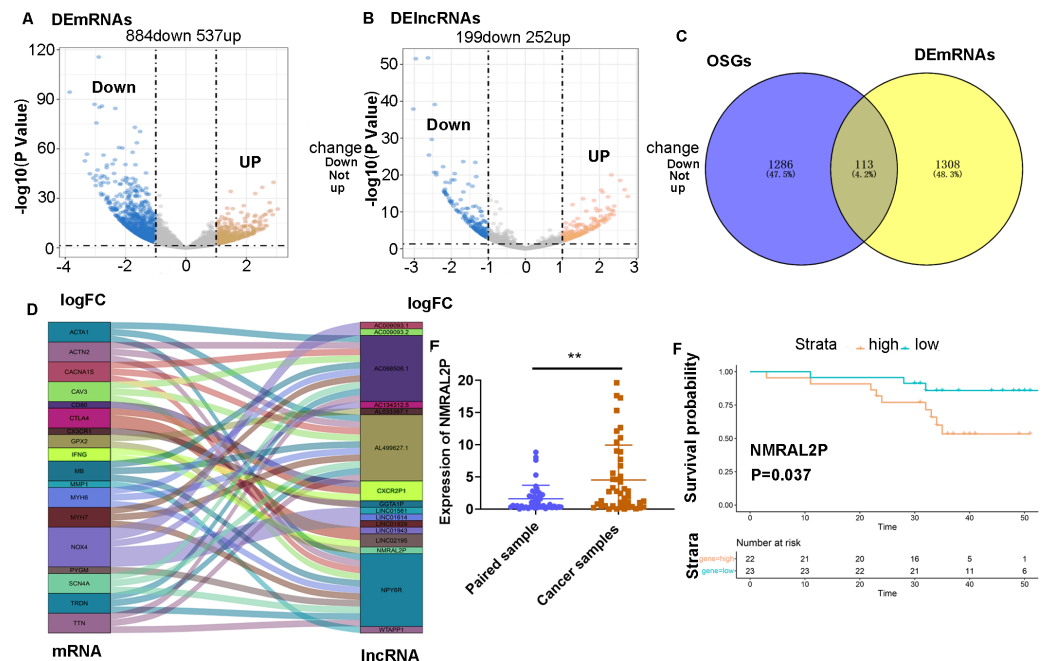 A
DEmRNAs
884down 537up
-log10(P Value)
120
90
60
30
0
Down
UP
-4
-2
0
2
logFC
change
Down
Not
up
B
DElncRNAs
199down 252up
-log10(P Value)
50
40
30
20
10
0
Down
UP
-3
-2
-1
0
1
2
3
logFC
change
Down
Not
up
C
OSGs
DEmRNAs
1286
(47.5%)
113
(4.2%)
1308
(48.3%)
D
ACTA1
ACTN2
CACNA1S
CAV3
CD80
CTLA4
CX3CR1
GPX2
IFNG
MB
MMP1
MYH6
MYH7
NOX4
PYGM
SCN4A
TRDN
TTN
mRNA
AC009093.1
AC009093.2
AC134312.5
AL499627.1
CXCR2P1
GGTA1P
LINC01561
LINC01614
LINC01943
LINC02195
NMRAL2P
NPY6R
WTAPP1
lncRNA
E
Expression of NMRAL2P
20
15
10
5
0
**
Paired sample
Cancer samples
F
Strata high low
Survival probability
1.00
0.75
0.50
0.25
0.00
NMRAL2P
P=0.037
0 10 20 30 40 50
Time
Number at risk
Strara
gene=high 22 21 20 16 5 1
gene=low 23 23 22 21 11 6
0 10 20 30 40 50
Time